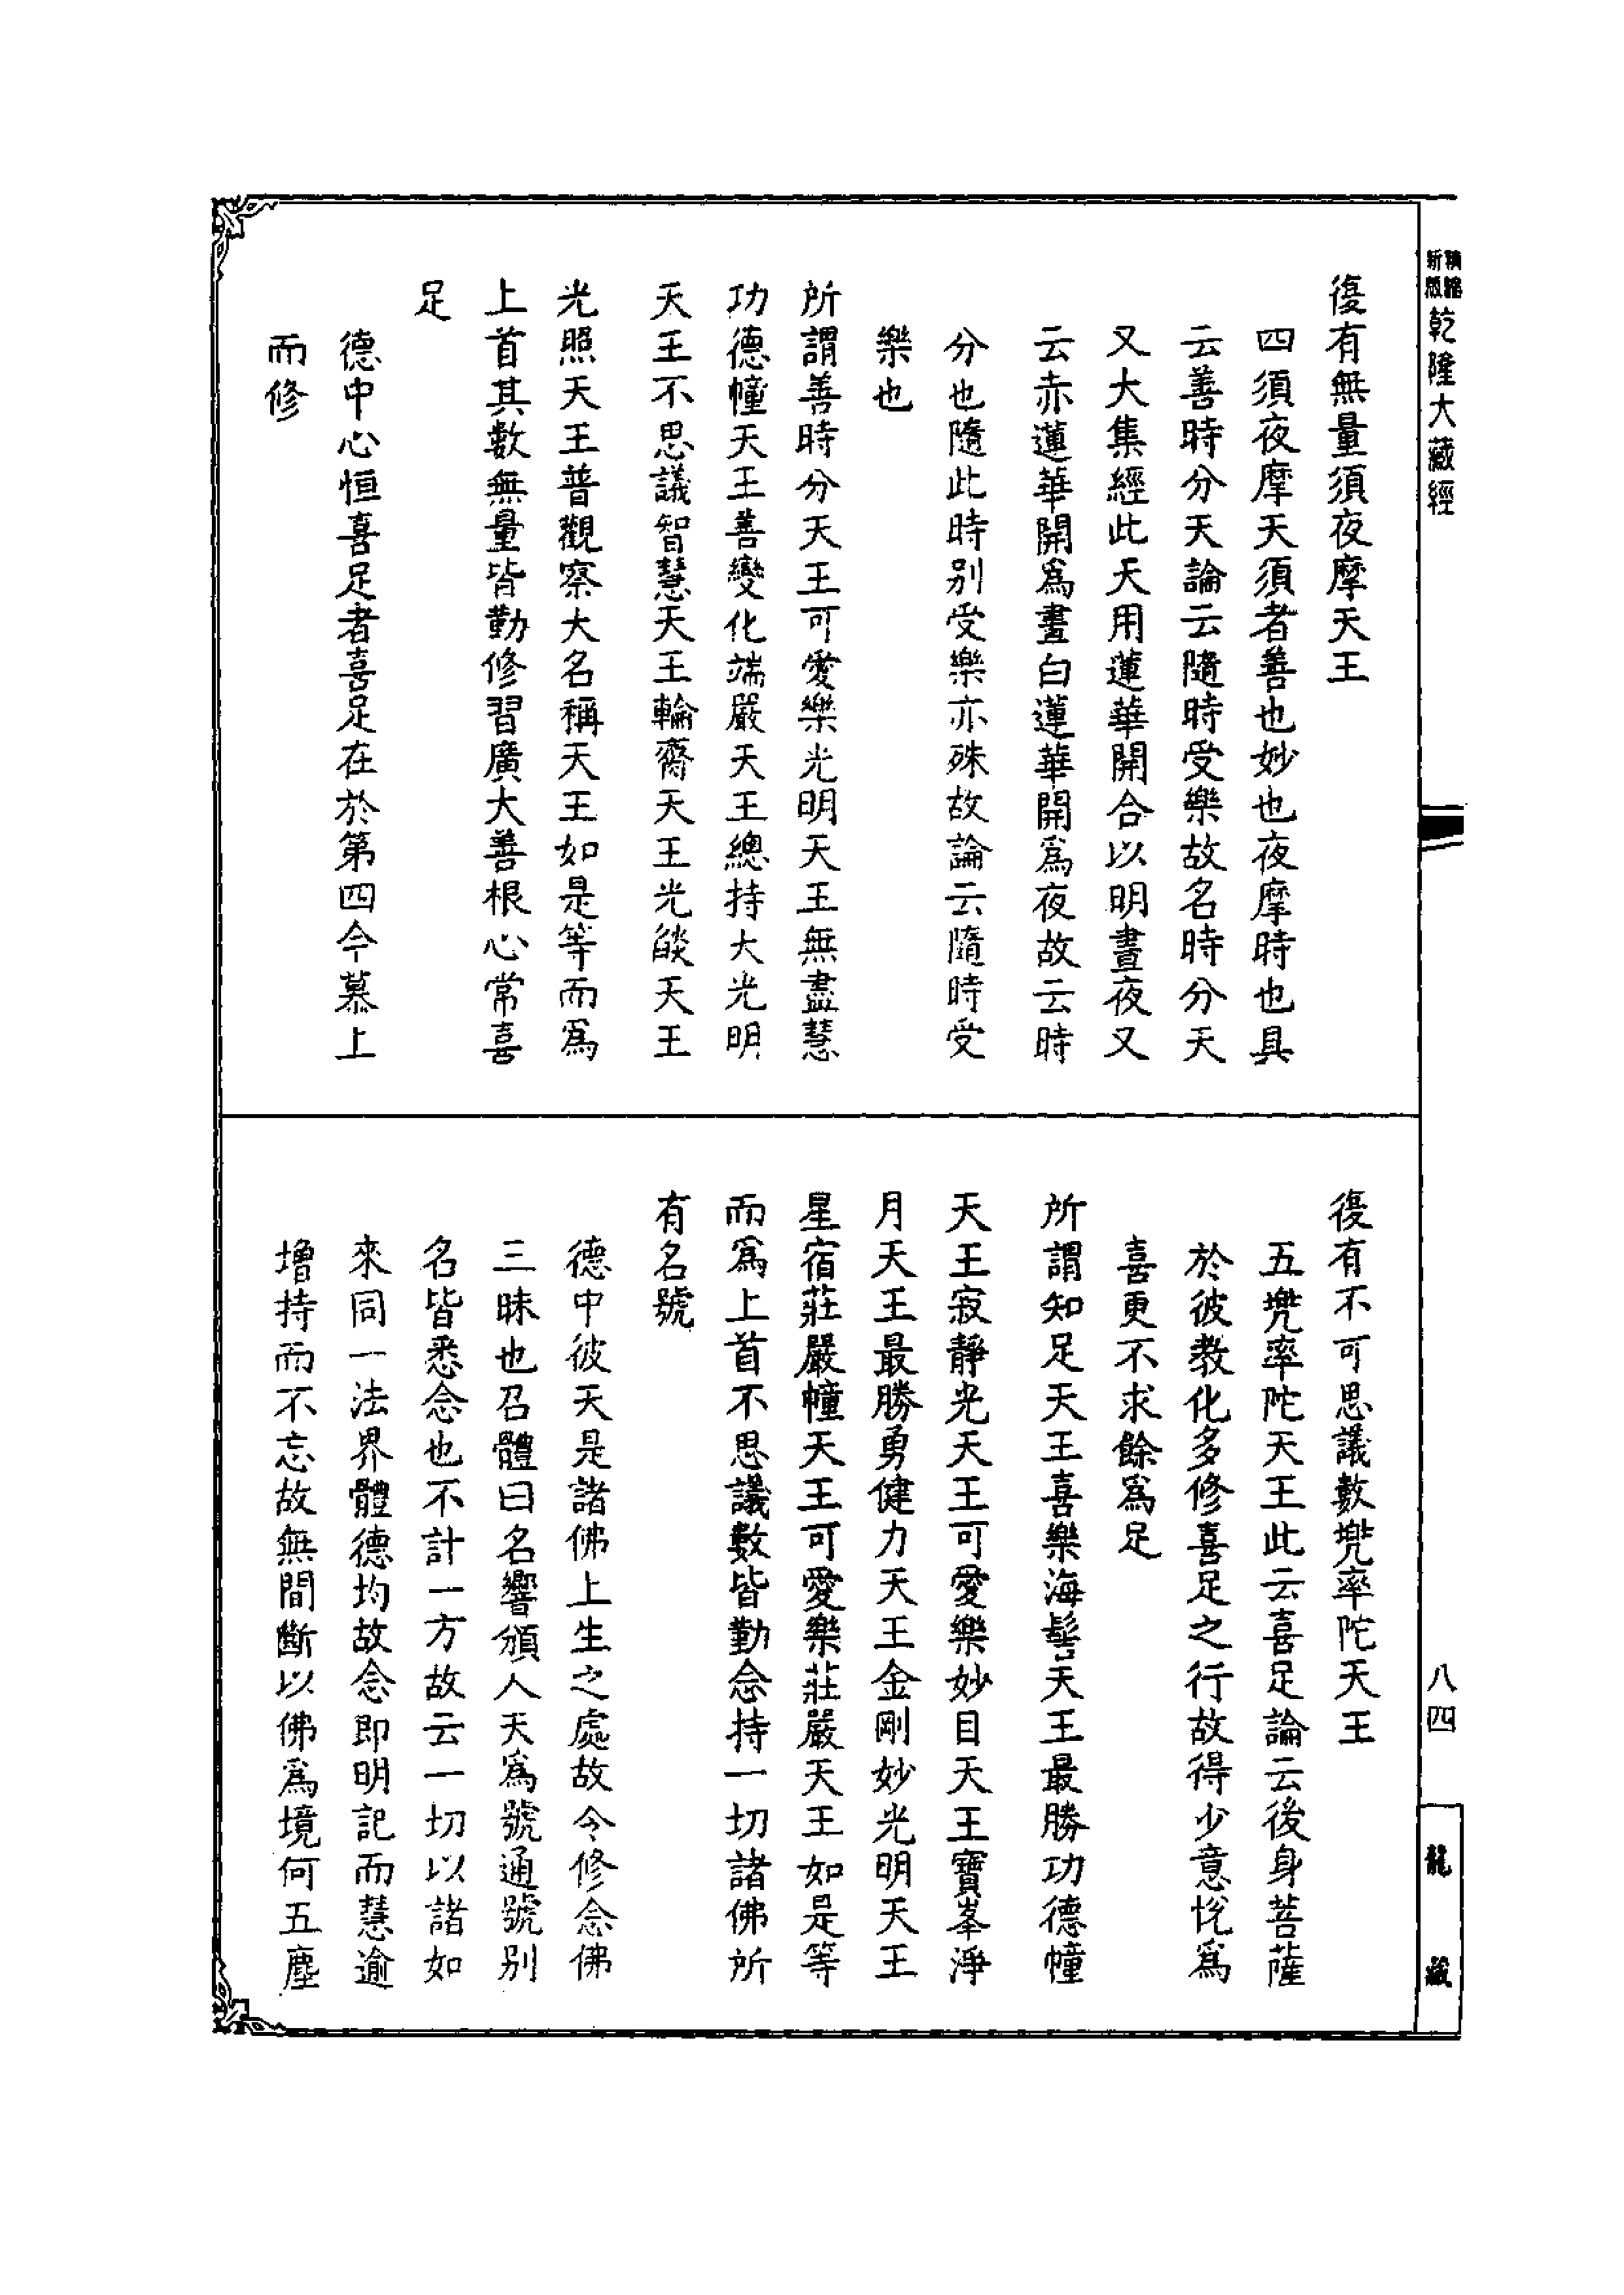 乾隆大藏經
復有無量須夜摩天王
四須夜摩天須者善也妙也夜摩時也具
云善時分天論云隨時受樂故名時分天
又大集經此天用蓮華開合以明晝夜又
云赤蓮華開爲晝白蓮華開爲夜故云時
分也隨此時别受樂亦殊故論云隨時受
樂也
所謂善時分天王可愛樂光明天王無盡慧
功德幢天王善變化端嚴天王總持大光明
天王不思議智慧天王輪齋天王光燄天王
光照天王普觀察大名稱天王如是等而爲
上首其數無量皆勤修習廣大善根心常喜
足
德中心恒喜足者喜足在於第四今慕上
而修
復有不可思議數兠率陀天王
五兠率陀天王此云喜足論云後身菩薩
於彼教化多修喜足之行故得少意恱爲
喜更不求餘爲足
所謂知足天王喜樂海髻天王最勝功德幢
天王寂靜光天王可愛樂妙目天王寶峯淨
月天王最勝勇健力天王金剛妙光明天王
星宿莊嚴幢天王可愛樂莊嚴天王如是等
而爲上首不思議數皆勤念持一切諸佛所
有名號
德中彼天是諸佛上生之處故令修念佛
三昧也召體曰名響頒人天爲號通號别
名皆悉念也不計一方故云一切以諸如
來同一法界體德均故念即明記而慧逾
增持而不忘故無間斷以佛爲境何五塵
八四
龍藏